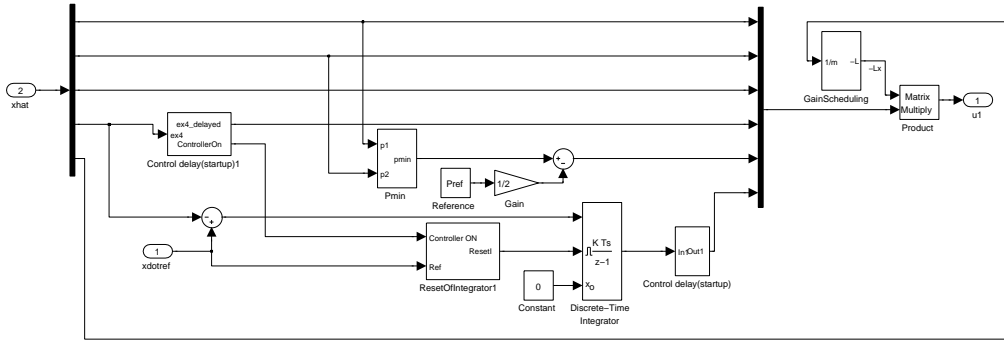 2
xhat
ex4_delayed
ex4
ControllerOn
Control delay(startup)1
p1
p2
pmin
Pmin
Pref
Reference
1/2
Gain
+
−
−
+
1
xdotref
Controller ON
ResetI
Ref
ResetOfIntegrator1
0
Constant
K Ts
z−1
xo
Discrete−Time
Integrator
In1
Out1
Control delay(startup)
1/m
−L
GainScheduling
−Lx
Matrix
Multiply
Product
1
u1